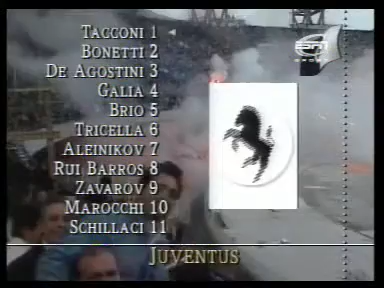 TACCONI 1
BONETTI 2
DE AGOSTINI 3
GALIA 4
BRIO 5
TRICELLA 6
ALEINIKOV 7
RUI BARROS 8
ZAVAROV 9
MAROCCHI 10
SCHILLACI 11
JUVENTUS
ESPN